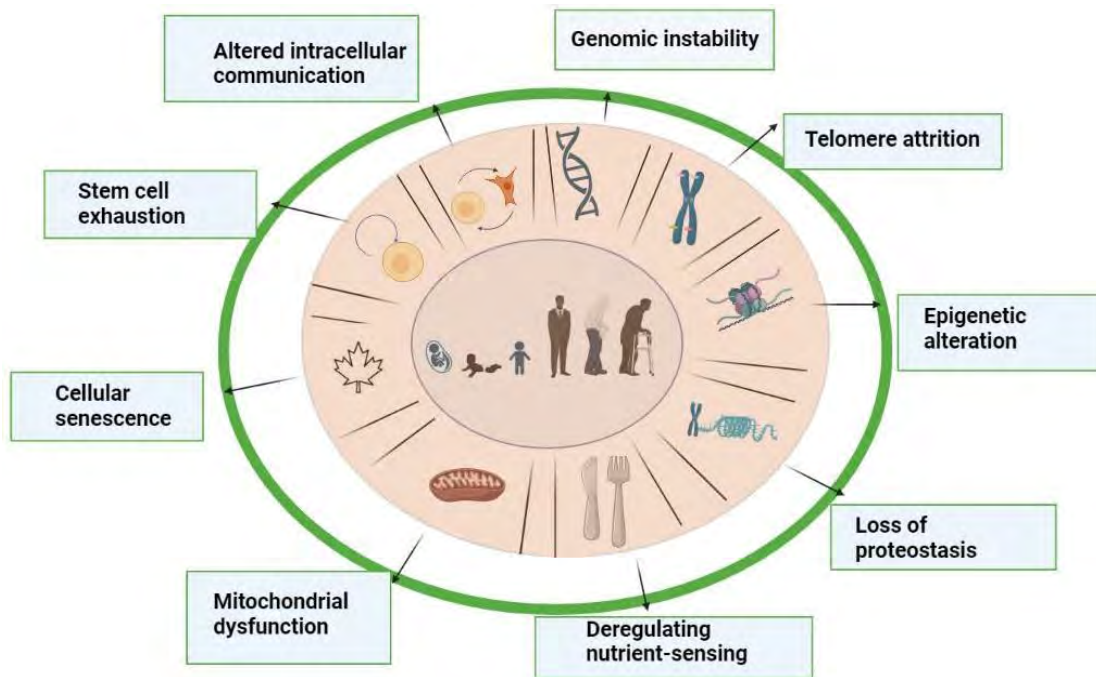 Genomic instability
Telomere attrition
Epigenetic
alteration
Loss of
proteostasis
Deregulating
nutrient-sensing
Mitochondrial
dysfunction
Cellular
senescence
Stem cell
exhaustion
Altered intracellular
communication